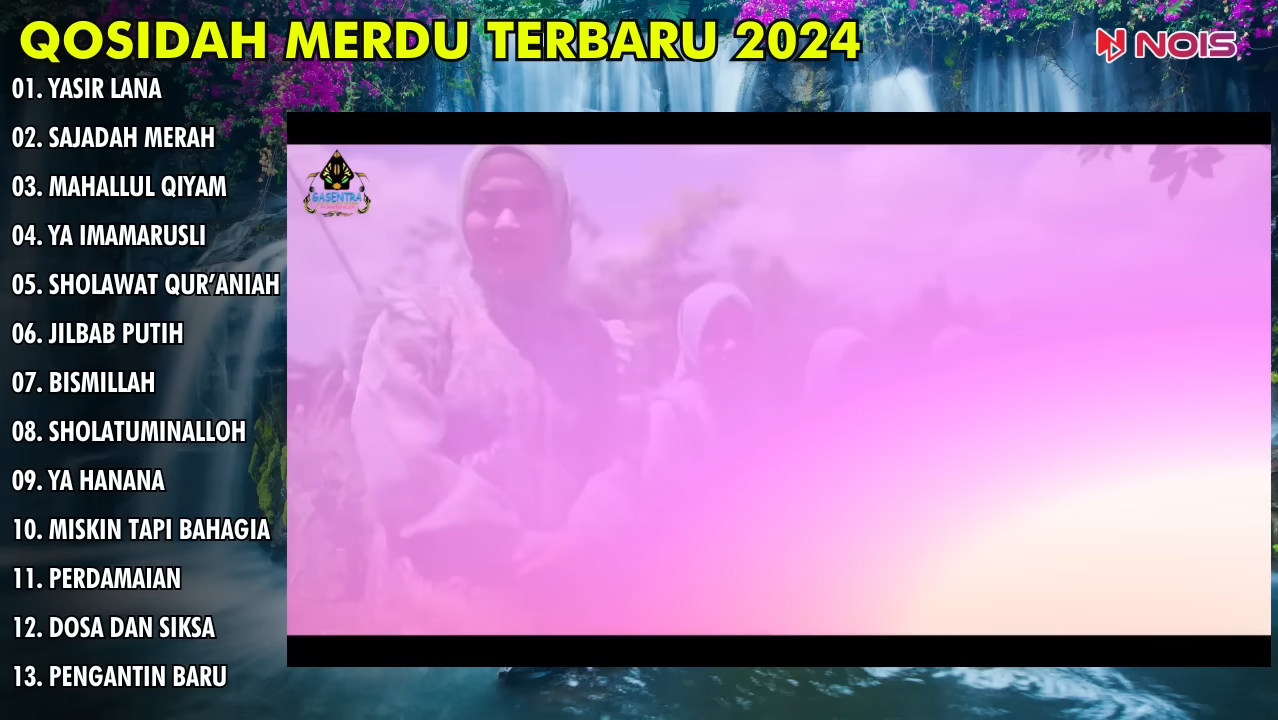 QOSIDAH MERDU TERBARU 2024
NOIS
01. YASIR LANA
02. SAJADAH MERAH
03. MAHALLUL QIYAM
04. YA IMAMARUSLI
05. SHOLAWAT QUR’ANIAH
06. JILBAB PUTIH
07. BISMILLAH
08. SHOLATUMINALLOH
09. YA HANANA
10. MISKIN TAPI BAHAGIA
11. PERDAMAIAN
12. DOSA DAN SIKSA
13. PENGANTIN BARU
GASENTRA